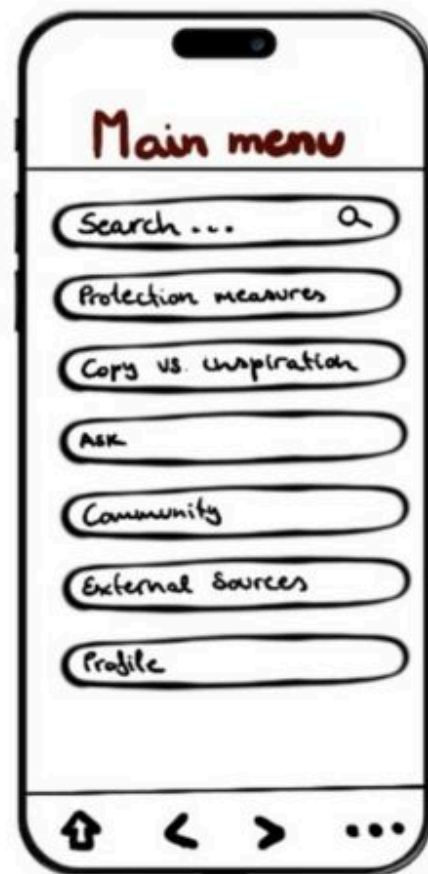 Main menu
Search...
Protection measures
Copy vs. inspiration
Ask
Community
External Sources
Profile